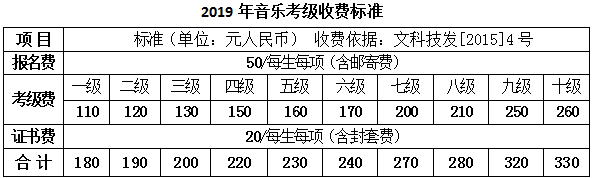 2019 年音乐考级收费标准
项 目 标准（单位：元人民币） 收费依据：文科技发[2015]4 号
报名费 50/每生每项（含邮寄费）
考级费 一级 二级 三级 四级 五级 六级 七级 八级 九级 十级
110 120 130 150 160 170 200 210 250 260
证书费 20/每生每项（含封套费）
合 计 180 190 200 220 230 240 270 280 320 330